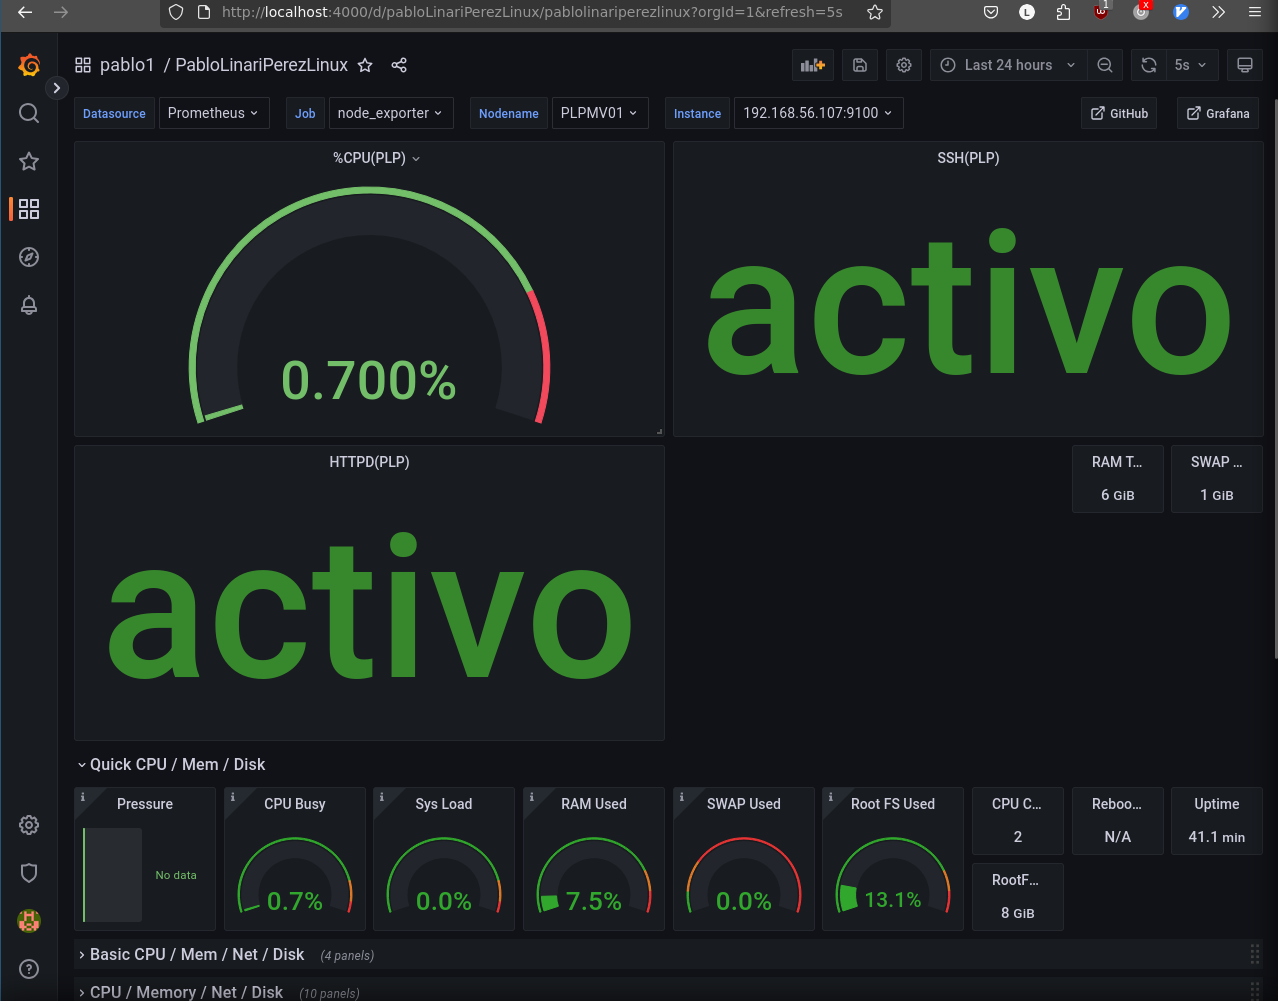 http://localhost:4000/d/pabloLinariPerezLinux/pablolinariperezlinux?orgId=1&refresh=5s
L
1
x
pablo1 / PabloLinariPerezLinux
Last 24 hours
5s
Datasource Prometheus Job node_exporter Nodename PLPMV01 Instance 192.168.56.107:9100 GitHub Grafana
%CPU(PLP)
0.700%
SSH(PLP)
activo
HTTPD(PLP)
activo
RAM T...
6 GiB
SWAP ...
1 GiB
Quick CPU / Mem / Disk
Pressure
No data
CPU Busy
0.7%
Sys Load
0.0%
RAM Used
7.5%
SWAP Used
0.0%
Root FS Used
13.1%
CPU C...
2
Reboo...
N/A
Uptime
41.1 min
RootF...
8 GiB
Basic CPU / Mem / Net / Disk (4 panels)
CPU / Memory / Net / Disk (10 panels)